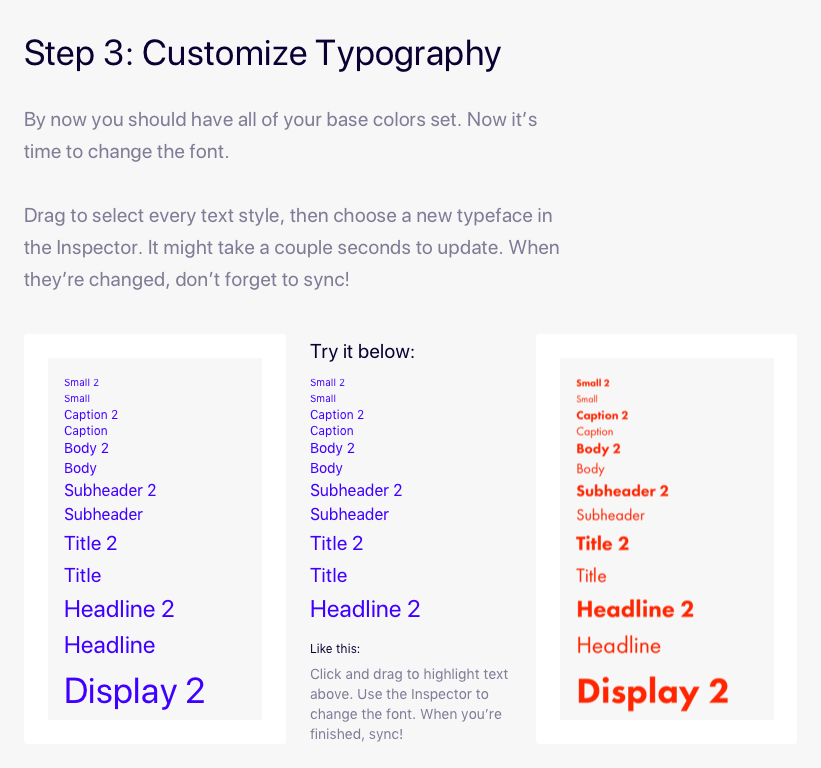 Step 3: Customize Typography
By now you should have all of your base colors set. Now it’s
time to change the font.
Drag to select every text style, then choose a new typeface in
the Inspector. It might take a couple seconds to update. When
they’re changed, don’t forget to sync!
Small 2
Small
Caption 2
Caption
Body 2
Body
Subheader 2
Subheader
Title 2
Title
Headline 2
Headline
Display 2
Try it below:
Small 2
Small
Caption 2
Caption
Body 2
Body
Subheader 2
Subheader
Title 2
Title
Headline 2
Like this:
Click and drag to highlight text
above. Use the Inspector to
change the font. When you’re
finished, sync!
Small 2
Small
Caption 2
Caption
Body 2
Body
Subheader 2
Subheader
Title 2
Title
Headline 2
Headline
Display 2